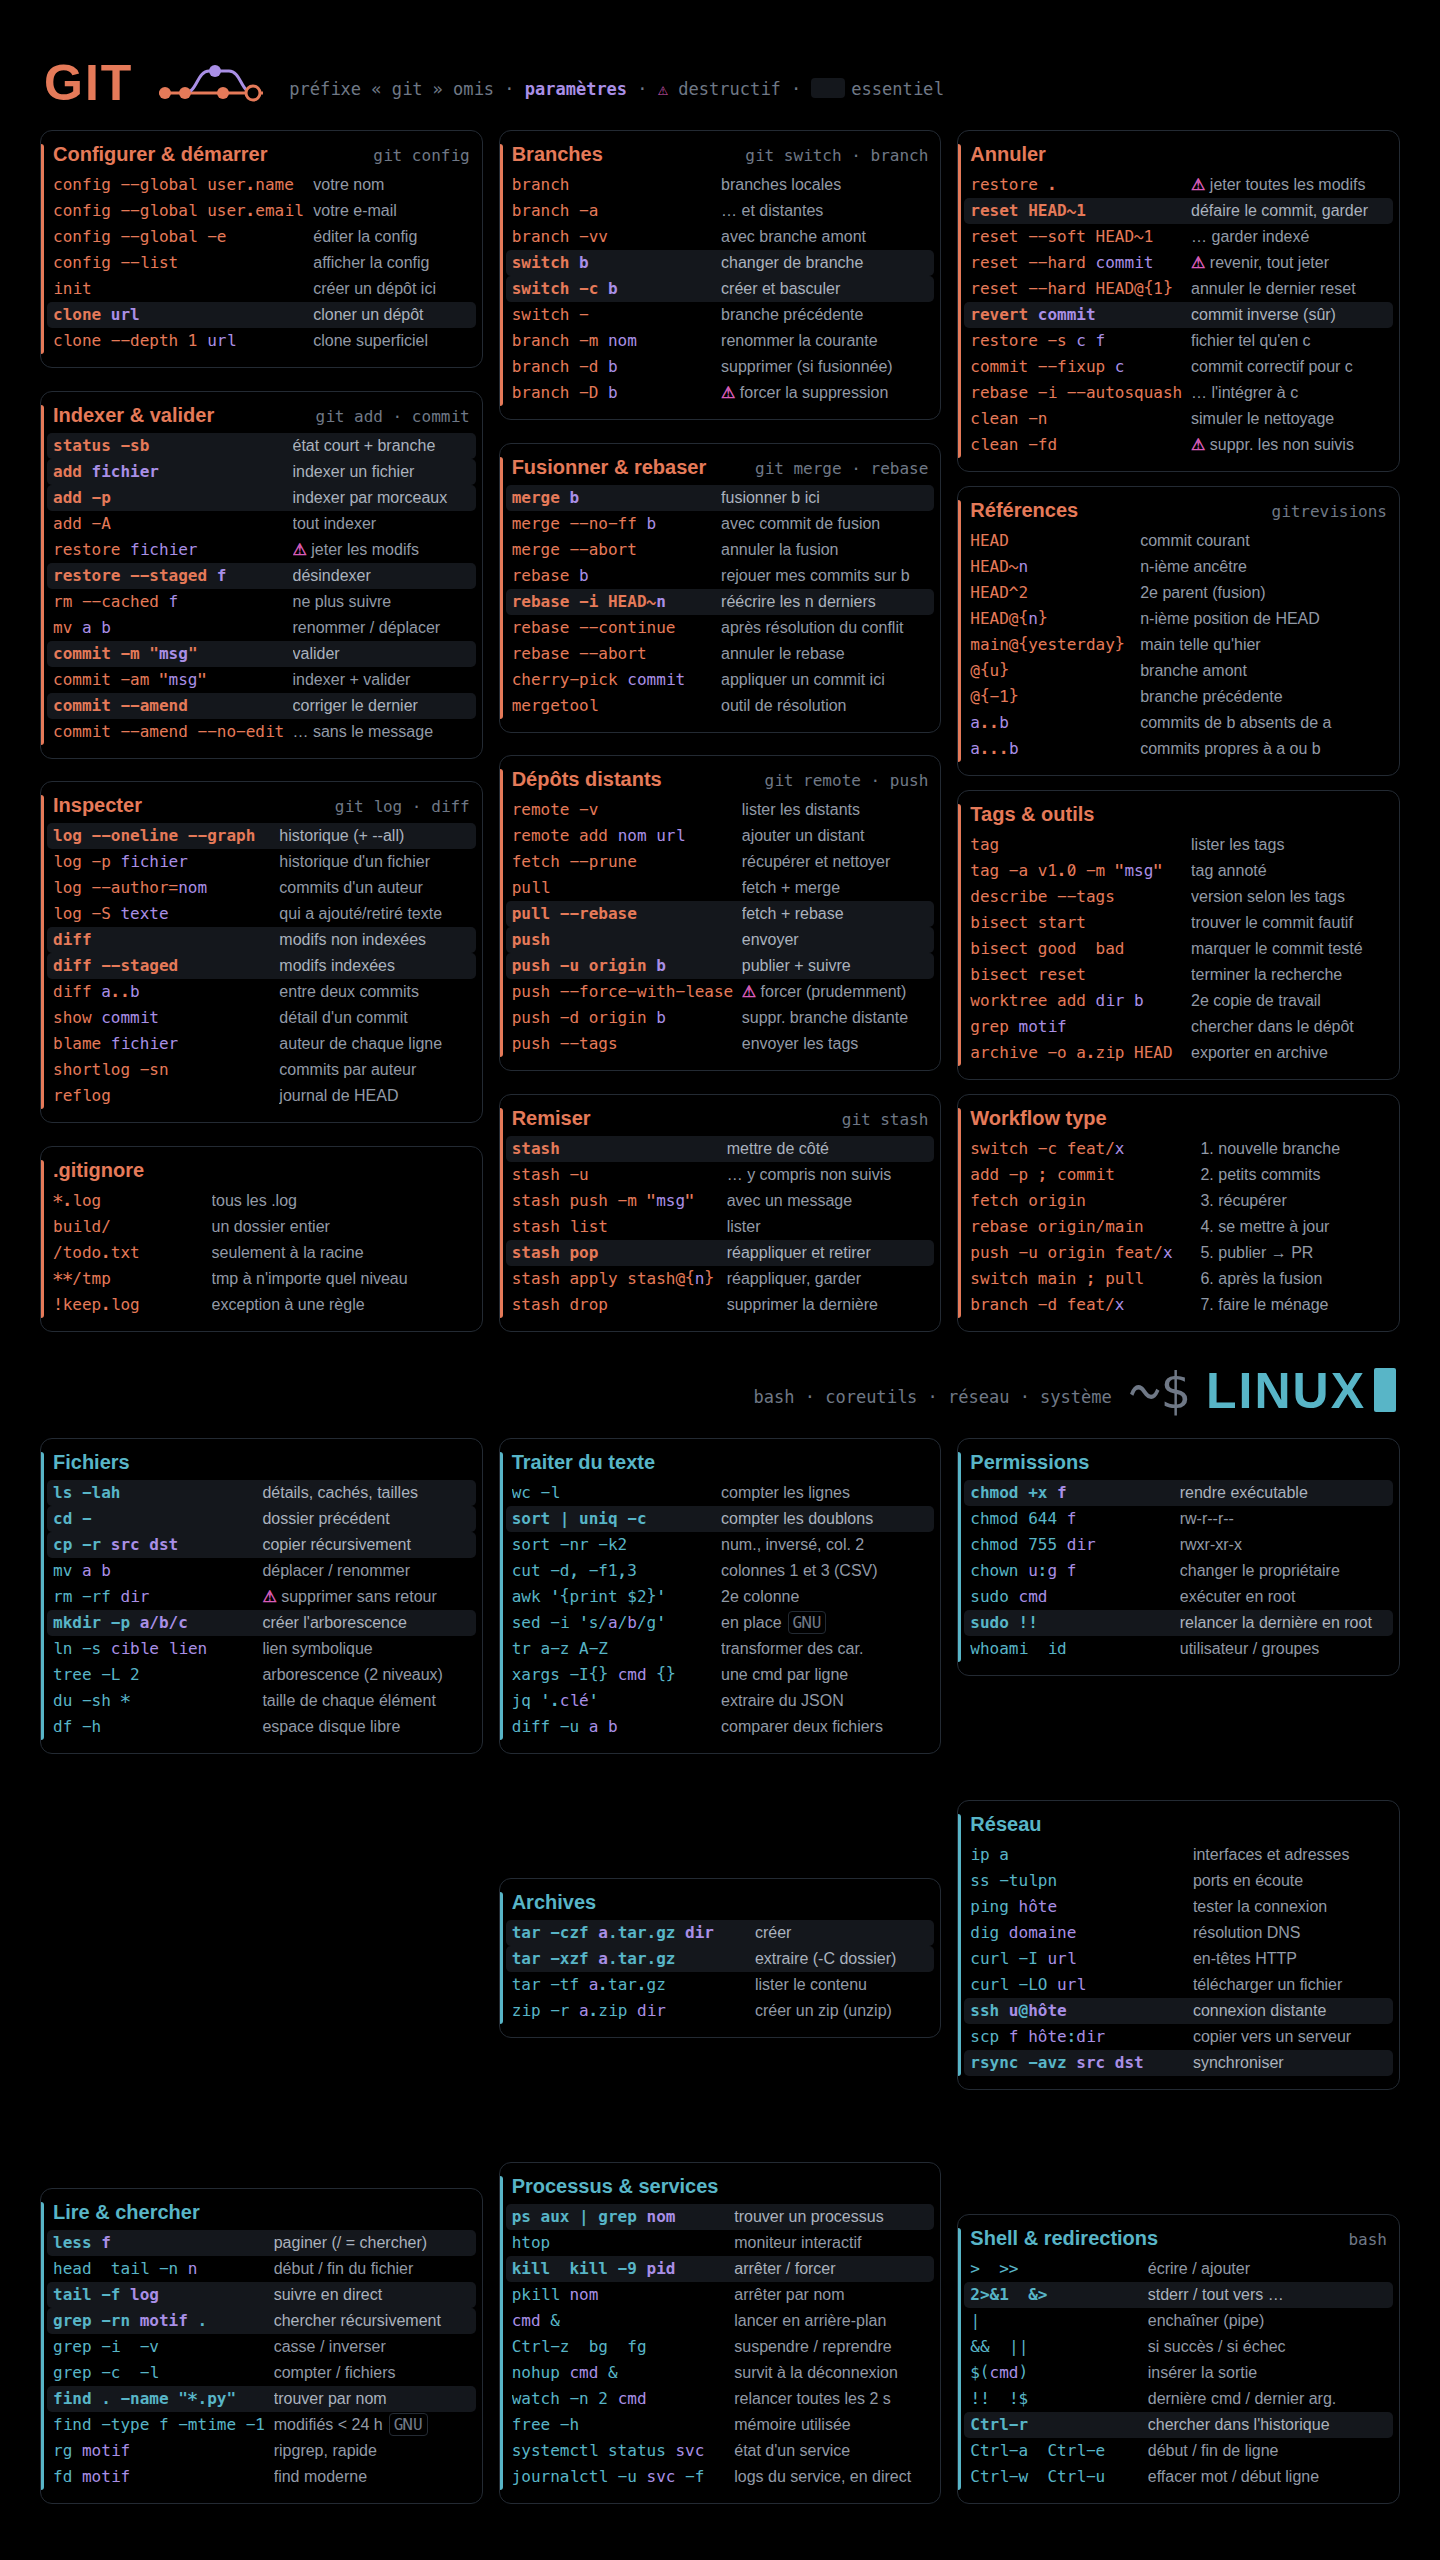 GIT
préfixe « git » omis · paramètres · ⚠ destructif · essentiel
Configurer & démarrer git config
config --global user.name votre nom
config --global user.email votre e-mail
config --global -e éditer la config
config --list afficher la config
init créer un dépôt ici
clone url cloner un dépôt
clone --depth 1 url clone superficiel
Indexer & valider git add · commit
status -sb état court + branche
add fichier indexer un fichier
add -p indexer par morceaux
add -A tout indexer
restore fichier ⚠ jeter les modifs
restore --staged f désindexer
rm --cached f ne plus suivre
mv a b renommer / déplacer
commit -m "msg" valider
commit -am "msg" indexer + valider
commit --amend corriger le dernier
commit --amend --no-edit … sans le message
Inspecter git log · diff
log --oneline --graph historique (+ --all)
log -p fichier historique d'un fichier
log --author=nom commits d'un auteur
log -S texte qui a ajouté/retiré texte
diff modifs non indexées
diff --staged modifs indexées
diff a..b entre deux commits
show commit détail d'un commit
blame fichier auteur de chaque ligne
shortlog -sn commits par auteur
reflog journal de HEAD
.gitignore
*.log tous les .log
build/ un dossier entier
/todo.txt seulement à la racine
**/tmp tmp à n'importe quel niveau
!keep.log exception à une règle
Branches git switch · branch
branch branches locales
branch -a … et distantes
branch -vv avec branche amont
switch b changer de branche
switch -c b créer et basculer
switch - branche précédente
branch -m nom renommer la courante
branch -d b supprimer (si fusionnée)
branch -D b ⚠ forcer la suppression
Fusionner & rebaser git merge · rebase
merge b fusionner b ici
merge --no-ff b avec commit de fusion
merge --abort annuler la fusion
rebase b rejouer mes commits sur b
rebase -i HEAD~n réécrire les n derniers
rebase --continue après résolution du conflit
rebase --abort annuler le rebase
cherry-pick commit appliquer un commit ici
mergetool outil de résolution
Dépôts distants git remote · push
remote -v lister les distants
remote add nom url ajouter un distant
fetch --prune récupérer et nettoyer
pull fetch + merge
pull --rebase fetch + rebase
push envoyer
push -u origin b publier + suivre
push --force-with-lease ⚠ forcer (prudemment)
push -d origin b suppr. branche distante
push --tags envoyer les tags
Remiser git stash
stash mettre de côté
stash -u … y compris non suivis
stash push -m "msg" avec un message
stash list lister
stash pop réappliquer et retirer
stash apply stash@{n} réappliquer, garder
stash drop supprimer la dernière
Annuler
restore . ⚠ jeter toutes les modifs
reset HEAD~1 défaire le commit, garder
reset --soft HEAD~1 … garder indexé
reset --hard commit ⚠ revenir, tout jeter
reset --hard HEAD@{1} annuler le dernier reset
revert commit commit inverse (sûr)
restore -s c f fichier tel qu'en c
commit --fixup c commit correctif pour c
rebase -i --autosquash … l'intégrer à c
clean -n simuler le nettoyage
clean -fd ⚠ suppr. les non suivis
Références gitrevisions
HEAD commit courant
HEAD~n n-ième ancêtre
HEAD^2 2e parent (fusion)
HEAD@{n} n-ième position de HEAD
main@{yesterday} main telle qu'hier
@{u} branche amont
@{-1} branche précédente
a..b commits de b absents de a
a...b commits propres à a ou b
Tags & outils
tag lister les tags
tag -a v1.0 -m "msg" tag annoté
describe --tags version selon les tags
bisect start trouver le commit fautif
bisect good bad marquer le commit testé
bisect reset terminer la recherche
worktree add dir b 2e copie de travail
grep motif chercher dans le dépôt
archive -o a.zip HEAD exporter en archive
Workflow type
switch -c feat/x 1. nouvelle branche
add -p ; commit 2. petits commits
fetch origin 3. récupérer
rebase origin/main 4. se mettre à jour
push -u origin feat/x 5. publier → PR
switch main ; pull 6. après la fusion
branch -d feat/x 7. faire le ménage
bash · coreutils · réseau · système ~$ LINUX
Fichiers
ls -lah détails, cachés, tailles
cd - dossier précédent
cp -r src dst copier récursivement
mv a b déplacer / renommer
rm -rf dir ⚠ supprimer sans retour
mkdir -p a/b/c créer l'arborescence
ln -s cible lien lien symbolique
tree -L 2 arborescence (2 niveaux)
du -sh * taille de chaque élément
df -h espace disque libre
Lire & chercher
less f paginer (/ = chercher)
head tail -n n début / fin du fichier
tail -f log suivre en direct
grep -rn motif . chercher récursivement
grep -i -v casse / inverser
grep -c -l compter / fichiers
find . -name "*.py" trouver par nom
find -type f -mtime -1 modifiés < 24 h GNU
rg motif ripgrep, rapide
fd motif find moderne
Traiter du texte
wc -l compter les lignes
sort | uniq -c compter les doublons
sort -nr -k2 num., inversé, col. 2
cut -d, -f1,3 colonnes 1 et 3 (CSV)
awk '{print $2}' 2e colonne
sed -i 's/a/b/g' en place GNU
tr a-z A-Z transformer des car.
xargs -I{} cmd {} une cmd par ligne
jq '.clé' extraire du JSON
diff -u a b comparer deux fichiers
Archives
tar -czf a.tar.gz dir créer
tar -xzf a.tar.gz extraire (-C dossier)
tar -tf a.tar.gz lister le contenu
zip -r a.zip dir créer un zip (unzip)
Processus & services
ps aux | grep nom trouver un processus
htop moniteur interactif
kill kill -9 pid arrêter / forcer
pkill nom arrêter par nom
cmd & lancer en arrière-plan
Ctrl-z bg fg suspendre / reprendre
nohup cmd & survit à la déconnexion
watch -n 2 cmd relancer toutes les 2 s
free -h mémoire utilisée
systemctl status svc état d'un service
journalctl -u svc -f logs du service, en direct
Permissions
chmod +x f rendre exécutable
chmod 644 f rw-r--r--
chmod 755 dir rwxr-xr-x
chown u:g f changer le propriétaire
sudo cmd exécuter en root
sudo !! relancer la dernière en root
whoami id utilisateur / groupes
Réseau
ip a interfaces et adresses
ss -tulpn ports en écoute
ping hôte tester la connexion
dig domaine résolution DNS
curl -I url en-têtes HTTP
curl -LO url télécharger un fichier
ssh u@hôte connexion distante
scp f hôte:dir copier vers un serveur
rsync -avz src dst synchroniser
Shell & redirections bash
> >> écrire / ajouter
2>&1 &> stderr / tout vers …
| enchaîner (pipe)
&& || si succès / si échec
$(cmd) insérer la sortie
!! !$ dernière cmd / dernier arg.
Ctrl-r chercher dans l'historique
Ctrl-a Ctrl-e début / fin de ligne
Ctrl-w Ctrl-u effacer mot / début ligne